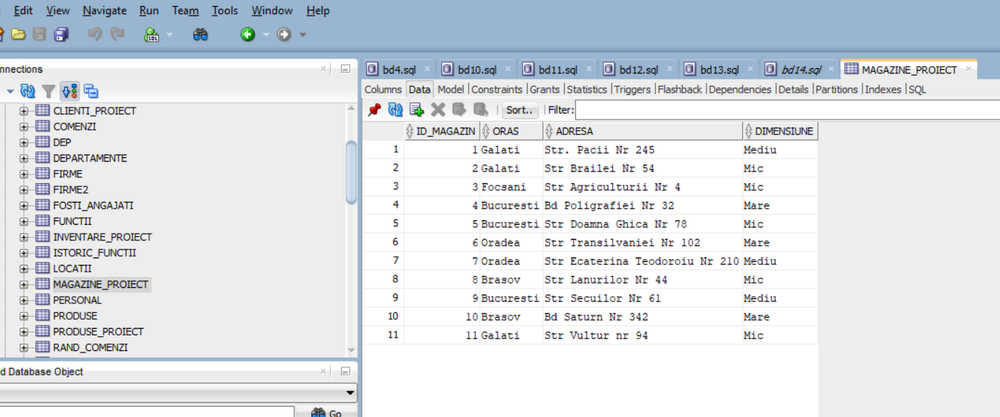 Edit View Navigate Run Team Tools Window Help
SQL
nnections
CLIENTI_PROIECT
COMENZI
DEP
DEPARTAMENTE
FIRME
FIRME2
FOSTI_ANGAJATI
FUNCTII
INVENTARE_PROIECT
ISTORIC_FUNCTII
LOCATII
MAGAZINE_PROIECT
PERSONAL
PRODUSE
PRODUSE_PROIECT
RAND_COMENZI
d Database Object
Go
bd4.sql bd10.sql bd11.sql bd12.sql bd13.sql bd14.sql MAGAZINE_PROIECT
Columns Data Model |Constraints |Grants |Statistics |Triggers |Flashback |Dependencies |Details |Partitions |Indexes |SQL
Sort.. Filter:
ID_MAGAZIN ORAS ADRESA DIMENSIUNE
1 1 Galati Str. Pacii Nr 245 Mediu
2 2 Galati Str Brailei Nr 54 Mic
3 3 Focsani Str Agriculturii Nr 4 Mic
4 4 Bucuresti Bd Poligrafiei Nr 32 Mare
5 5 Bucuresti Str Doamna Ghica Nr 78 Mic
6 6 Oradea Str Transilvaniei Nr 102 Mare
7 7 Oradea Str Ecaterina Teodoroiu Nr 210 Mediu
8 8 Brasov Str Lanurilor Nr 44 Mic
9 9 Bucuresti Str Secuilor Nr 61 Mediu
10 10 Brasov Bd Saturn Nr 342 Mare
11 11 Galati Str Vultur nr 94 Mic